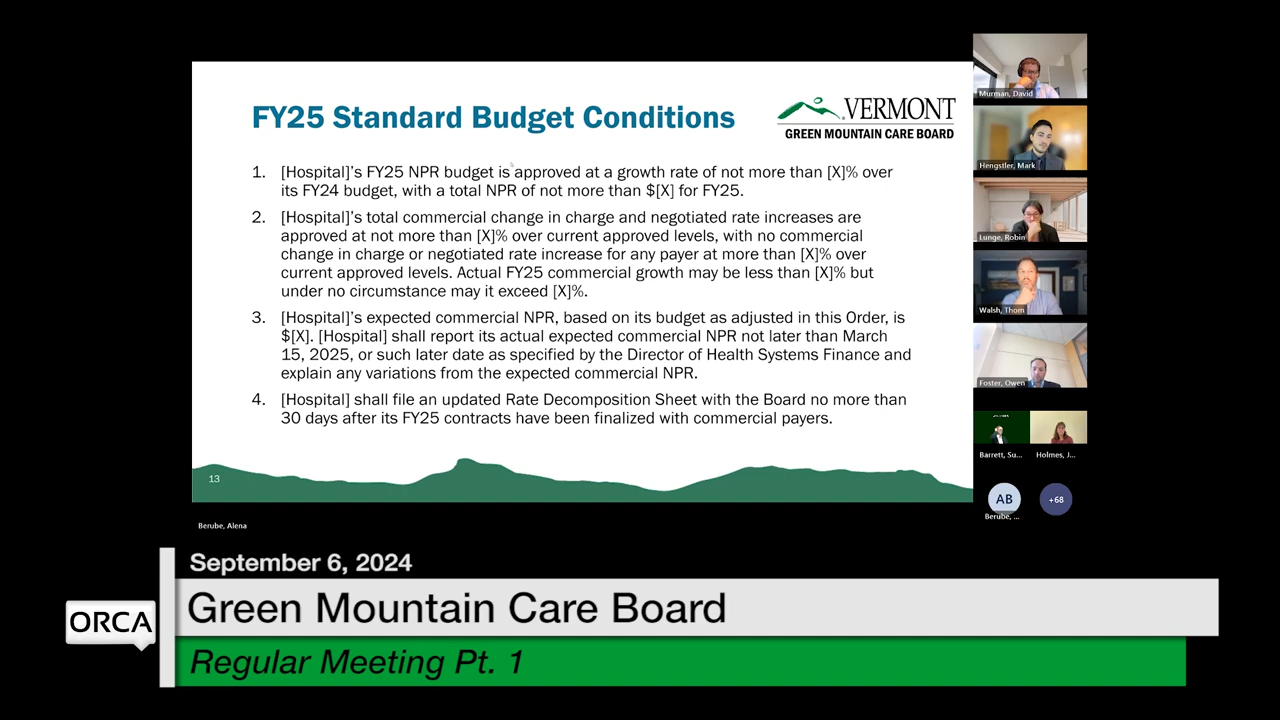 FY25 Standard Budget Conditions
VERMONT
GREEN MOUNTAIN CARE BOARD
1. [Hospital]'s FY25 NPR budget is approved at a growth rate of not more than [X]% over
its FY24 budget, with a total NPR of not more than $[X] for FY25.
2. [Hospital]'s total commercial change in charge and negotiated rate increases are
approved at not more than [X]% over current approved levels, with no commercial
change in charge or negotiated rate increase for any payer at more than [X]% over
current approved levels. Actual FY25 commercial growth may be less than [X]% but
under no circumstance may it exceed [X]%.
3. [Hospital]'s expected commercial NPR, based on its budget as adjusted in this Order, is
$[X]. [Hospital] shall report its actual expected commercial NPR not later than March
15, 2025, or such later date as specified by the Director of Health Systems Finance and
explain any variations from the expected commercial NPR.
4. [Hospital] shall file an updated Rate Decomposition Sheet with the Board no more than
30 days after its FY25 contracts have been finalized with commercial payers.
13
Murman, David
Hengstler, Mark
Lunge, Robin
Walsh, Thom
Foster, Owen
Barrett, Su...
Holmes, J...
AB
+68
Berube, ...
Berube, Alena
September 6, 2024
ORCA
Green Mountain Care Board
Regular Meeting Pt. 1